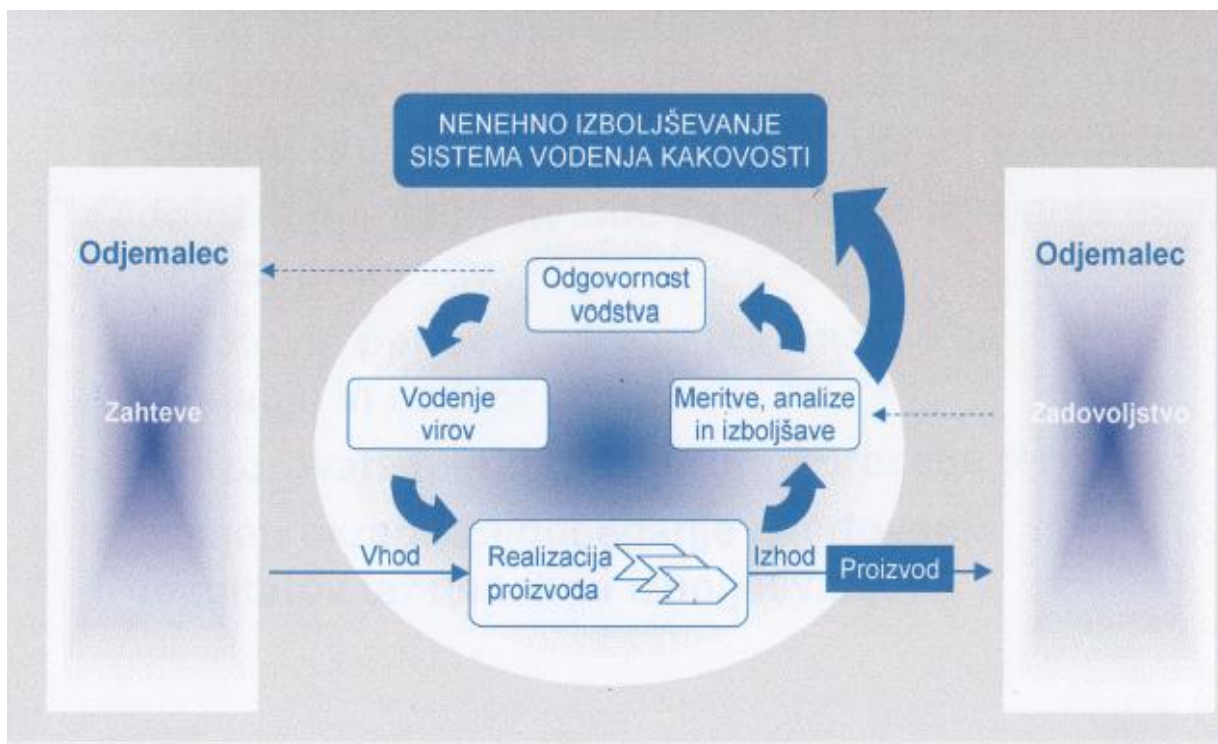 NENEHNO IZBOLJŠEVANJE
SISTEMA VODENJA KAKOVOSTI
Odjemalec
Zahteve
Odgovornost
vodstva
Vodenje
virov
Meritve, analize
in izboljšave
Vhod
Realizacija
proizvoda
Izhod
Proizvod
Odjemalec
Zadovoljstvo